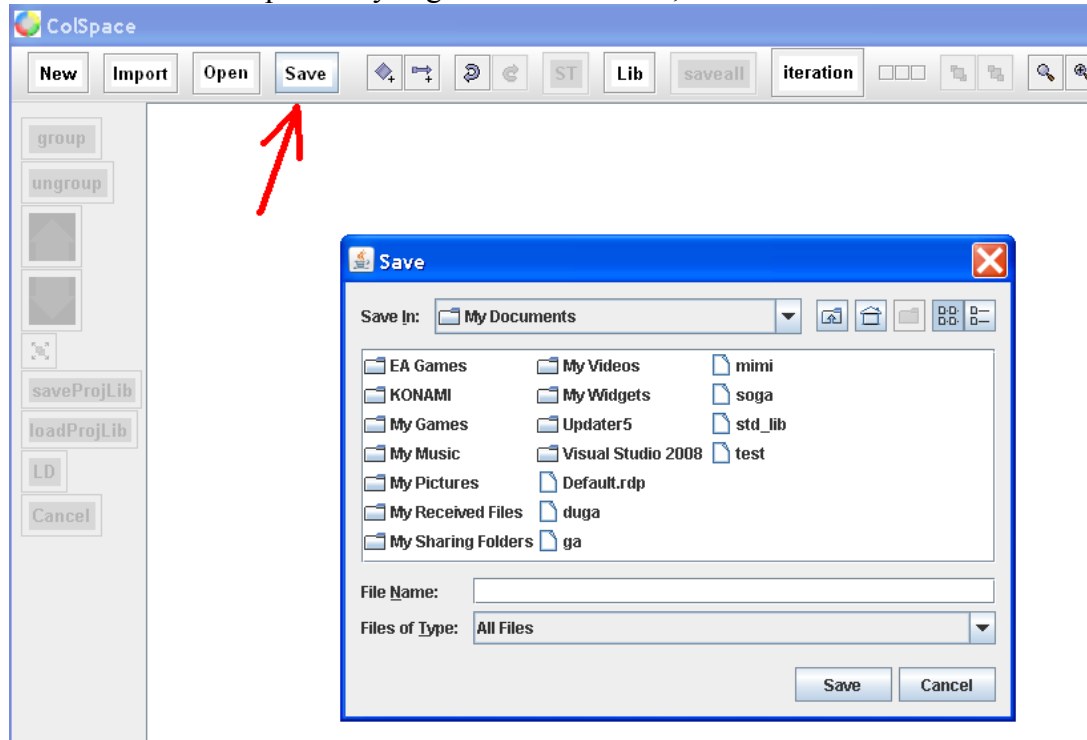 ColSpace
New Import Open Save ST Lib saveall iteration
group
ungroup
saveProjLib
loadProjLib
LD
Cancel
Save
Save In: My Documents
EA Games My Videos mimi
KONAMI My Widgets soga
My Games Updater5 std_lib
My Music Visual Studio 2008 test
My Pictures Default.rdp
My Received Files duga
My Sharing Folders ga
File Name:
Files of Type: All Files
Save Cancel